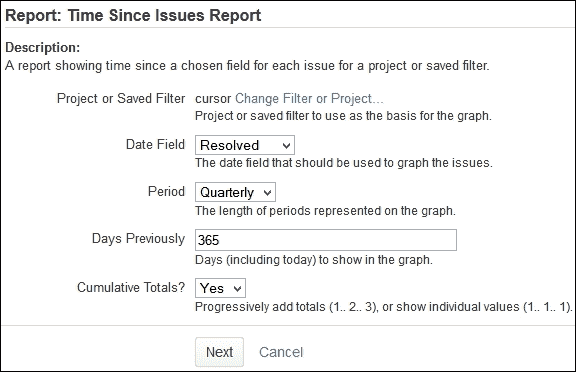 Report: Time Since Issues Report
Description:
A report showing time since a chosen field for each issue for a project or saved filter.
Project or Saved Filter cursor Change Filter or Project...
Project or saved filter to use as the basis for the graph.
Date Field Resolved
The date field that should be used to graph the issues.
Period Quarterly
The length of periods represented on the graph.
Days Previously 365
Days (including today) to show in the graph.
Cumulative Totals? Yes
Progressively add totals (1.. 2.. 3), or show individual values (1.. 1.. 1).
Next Cancel